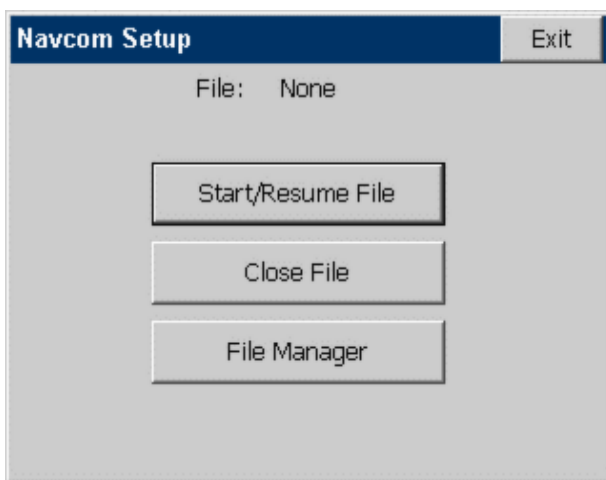 Navcom Setup Exit
File: None
Start/Resume File
Close File
File Manager